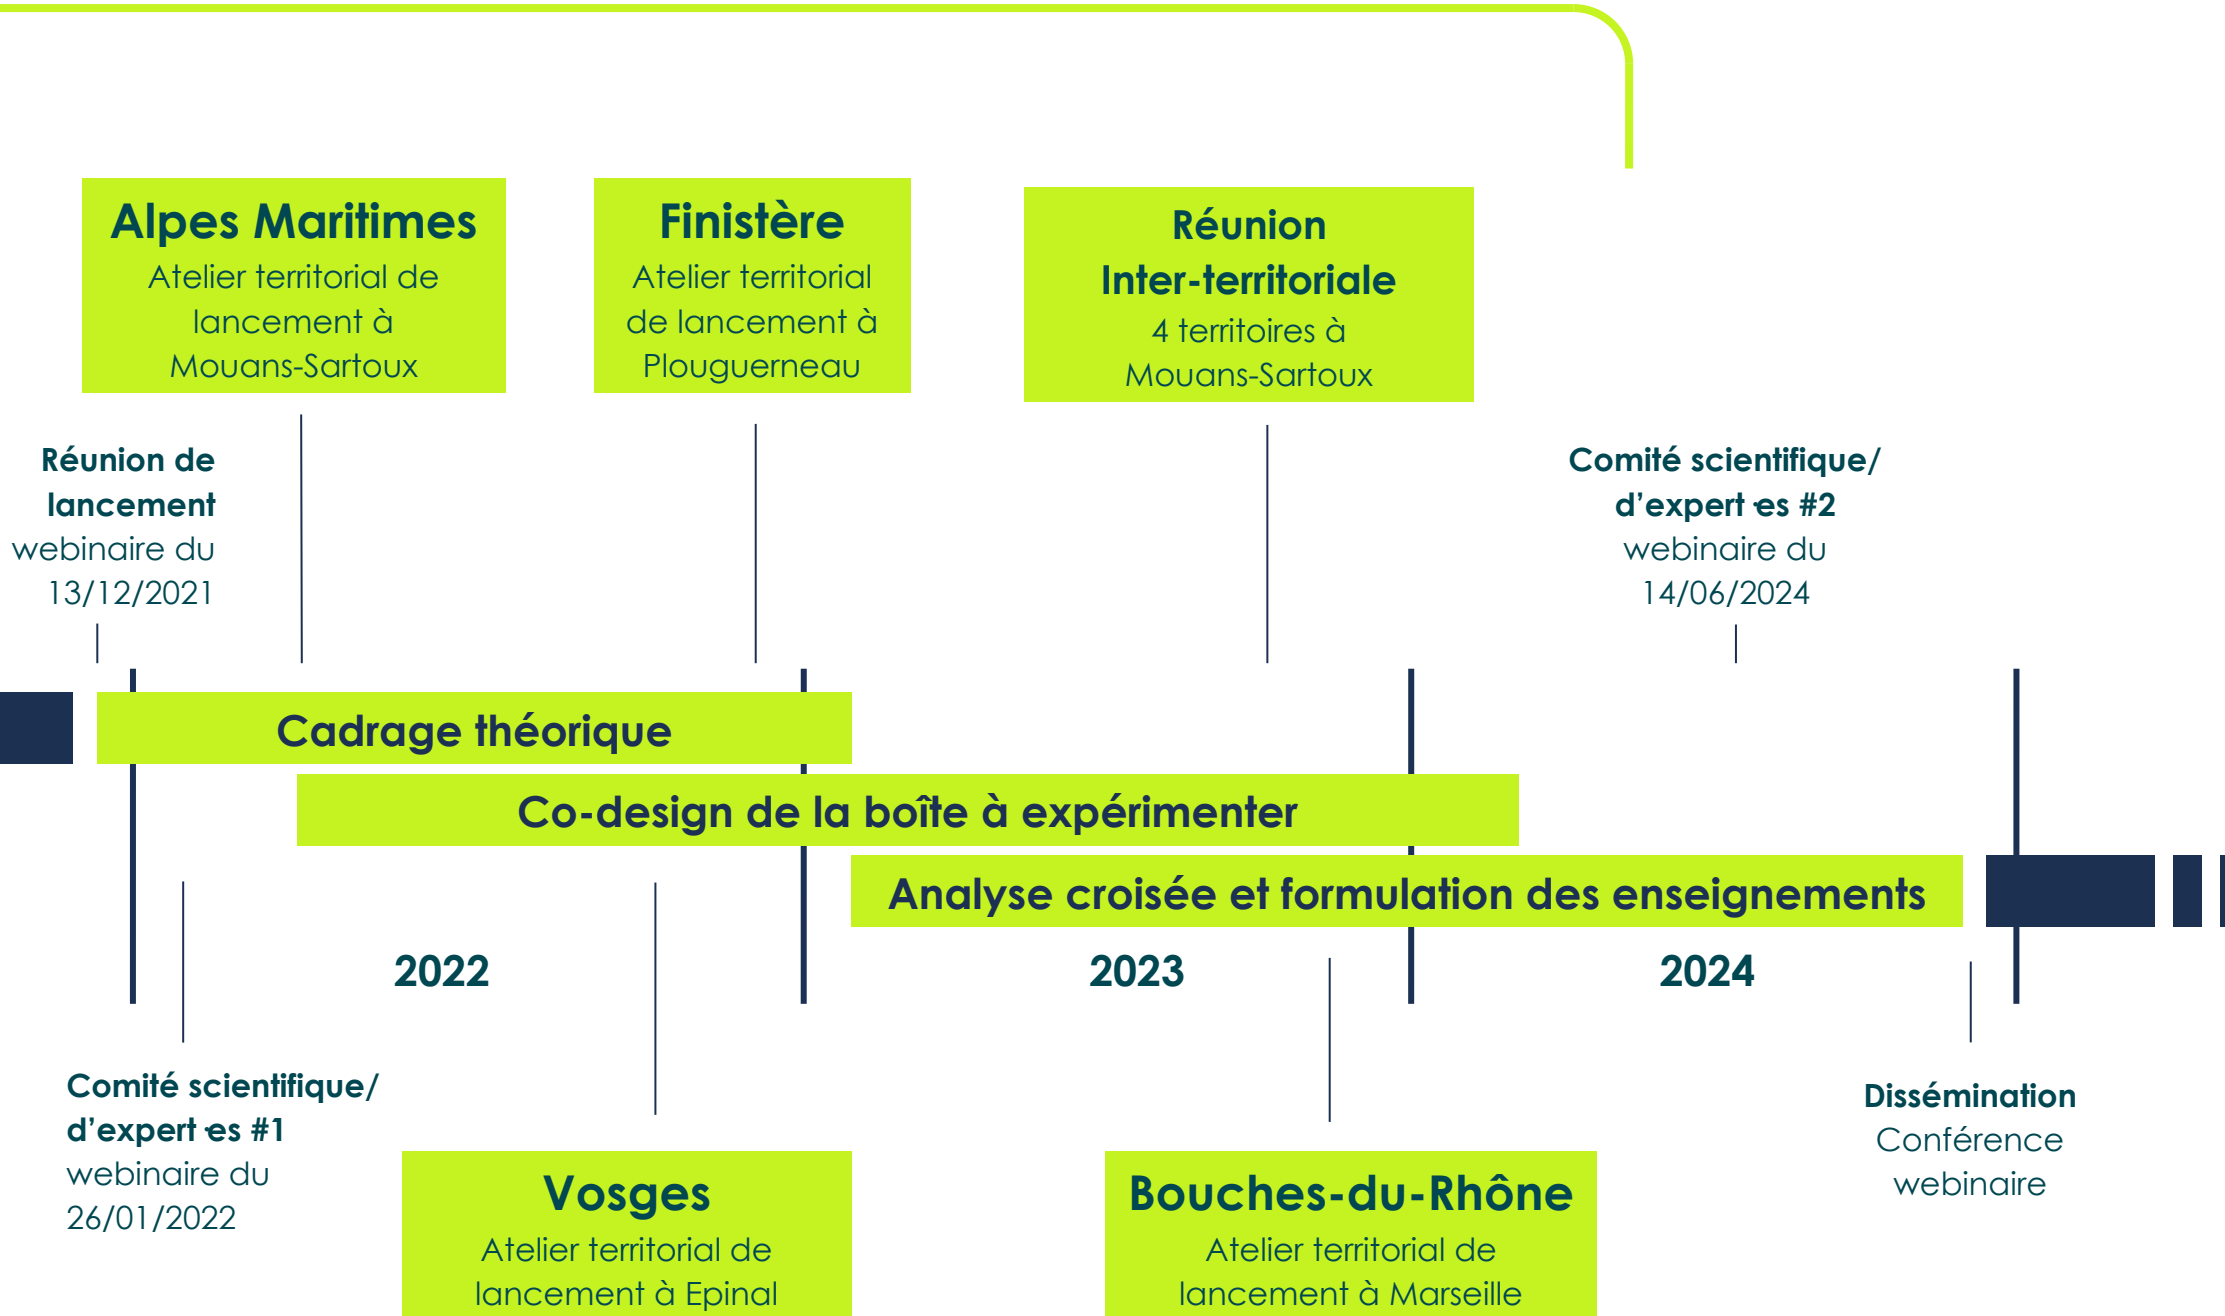 Alpes Maritimes
Atelier territorial de
lancement à
Mouans-Sartoux
Finistère
Atelier territorial
de lancement à
Plouguerneau
Réunion
Inter-territoriale
4 territoires à
Mouans-Sartoux
Réunion de
lancement
webinaire du
13/12/2021
Comité scientifique/
d'expert·es #2
webinaire du
14/06/2024
Cadrage théorique
Co-design de la boîte à expérimenter
Analyse croisée et formulation des enseignements
2022
2023
2024
Comité scientifique/
d'expert·es #1
webinaire du
26/01/2022
Vosges
Atelier territorial de
lancement à Epinal
Bouches-du-Rhône
Atelier territorial de
lancement à Marseille
Dissémination
Conférence
webinaire